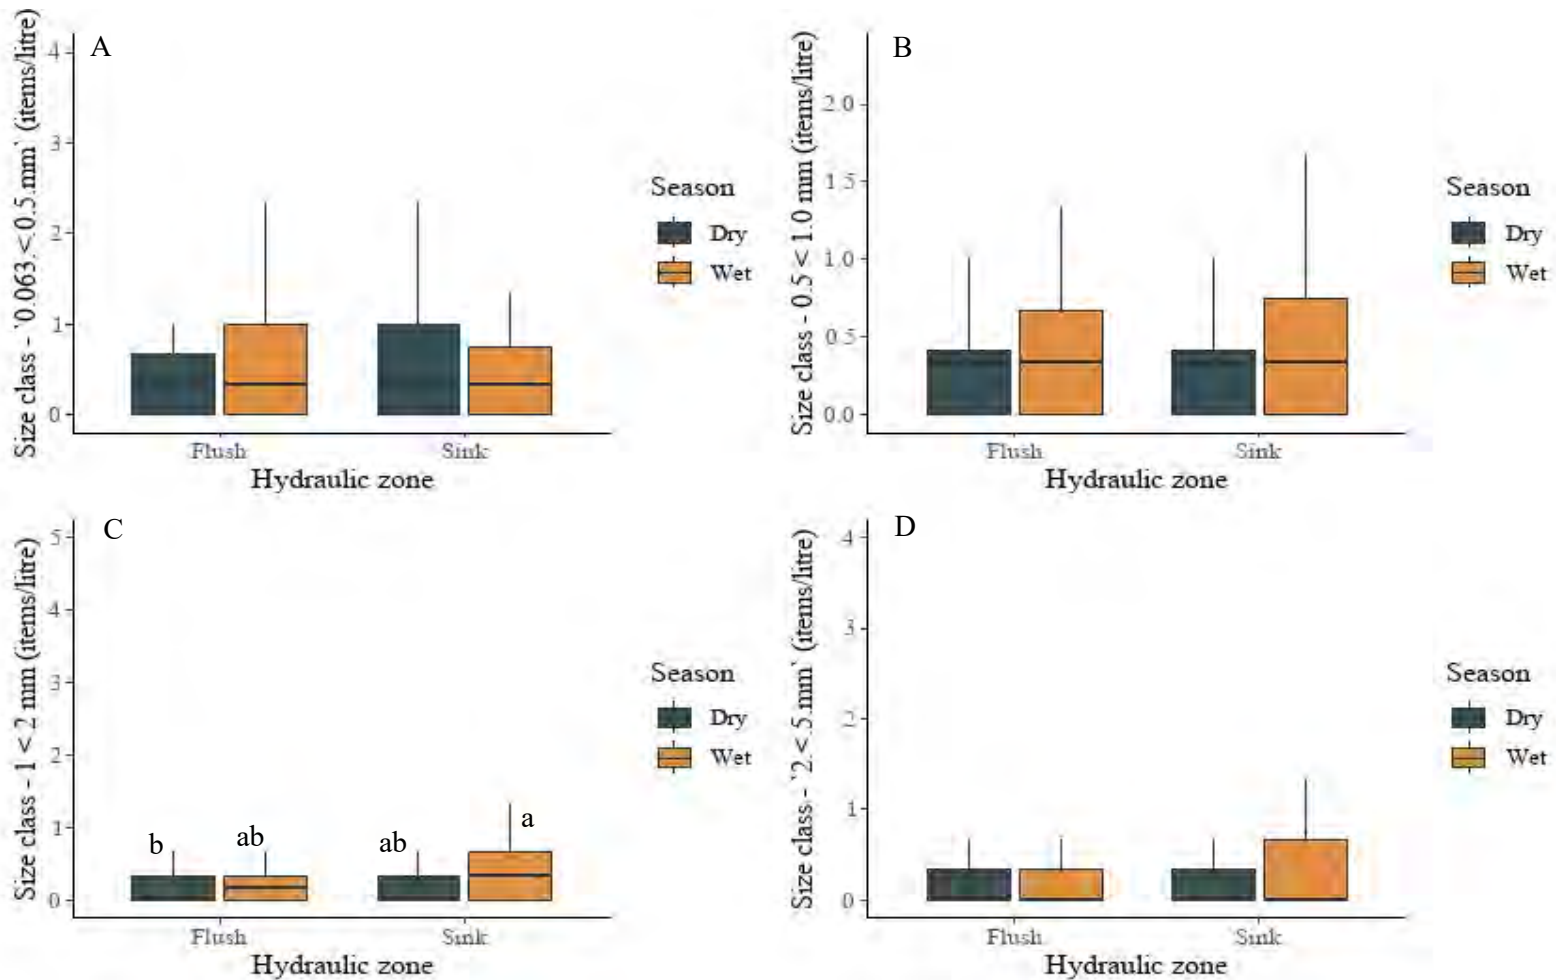 A
Size class - `0.063.<.0.5.mm` (items/litre)
4
3
2
1
0
Flush
Sink
Hydraulic zone
Season
Dry
Wet
B
Size class - 0.5 < 1.0 mm (items/litre)
2.0
1.5
1.0
0.5
0.0
Flush
Sink
Hydraulic zone
Season
Dry
Wet
C
Size class - 1 < 2 mm (items/litre)
5
4
3
2
1
0
b
ab
ab
a
Flush
Sink
Hydraulic zone
Season
Dry
Wet
D
Size class - `2.<.5.mm` (items/litre)
4
3
2
1
0
Flush
Sink
Hydraulic zone
Season
Dry
Wet